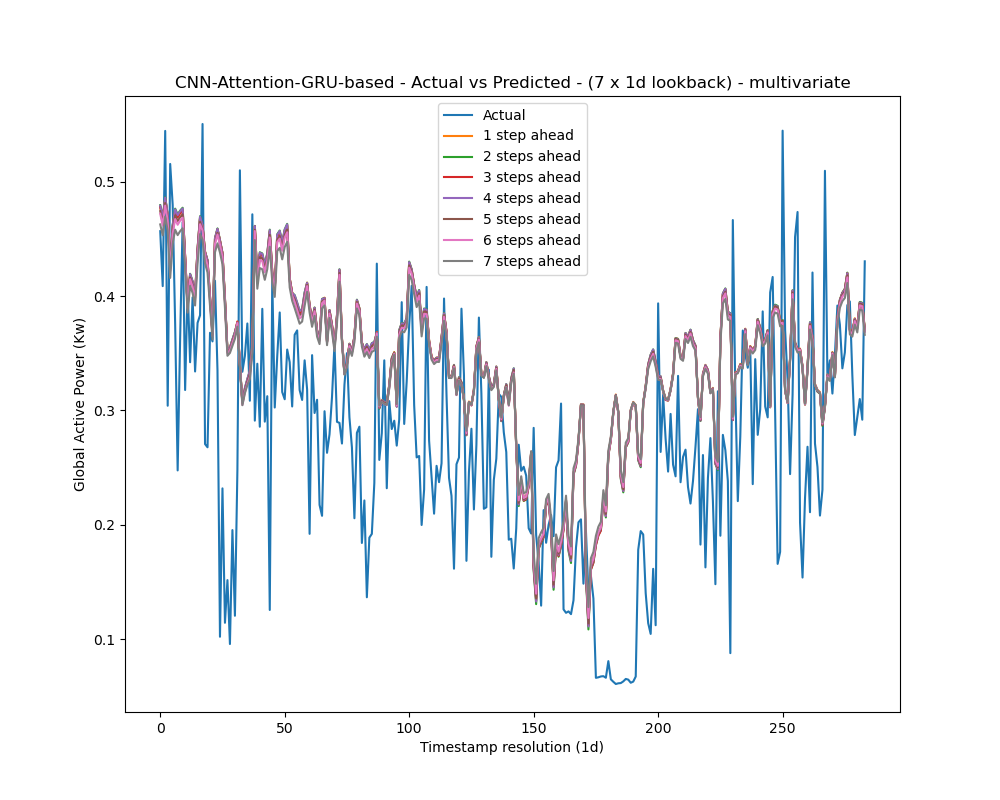 CNN-Attention-GRU-based - Actual vs Predicted - (7 x 1d lookback) - multivariate
Actual
1 step ahead
2 steps ahead
3 steps ahead
4 steps ahead
5 steps ahead
6 steps ahead
7 steps ahead
Global Active Power (Kw)
0.5
0.4
0.3
0.2
0.1
0 50 100 150 200 250
Timestamp resolution (1d)